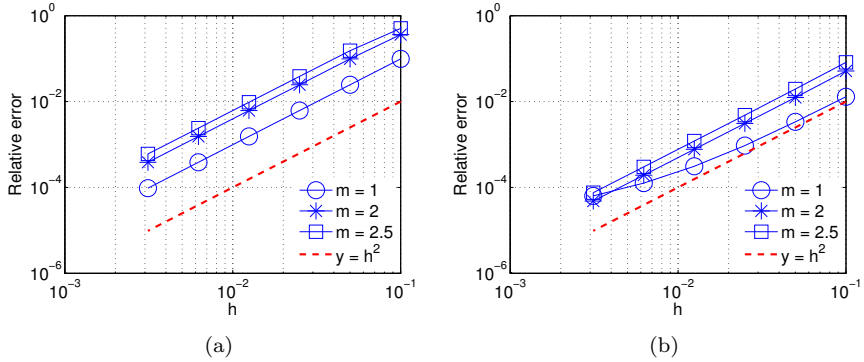 10^0
10^-2
10^-4
10^-6
Relative error
m = 1
m = 2
m = 2.5
y = h^2
10^-3
10^-2
10^-1
h
(a)
10^0
10^-2
10^-4
10^-6
Relative error
m = 1
m = 2
m = 2.5
y = h^2
10^-3
10^-2
10^-1
h
(b)